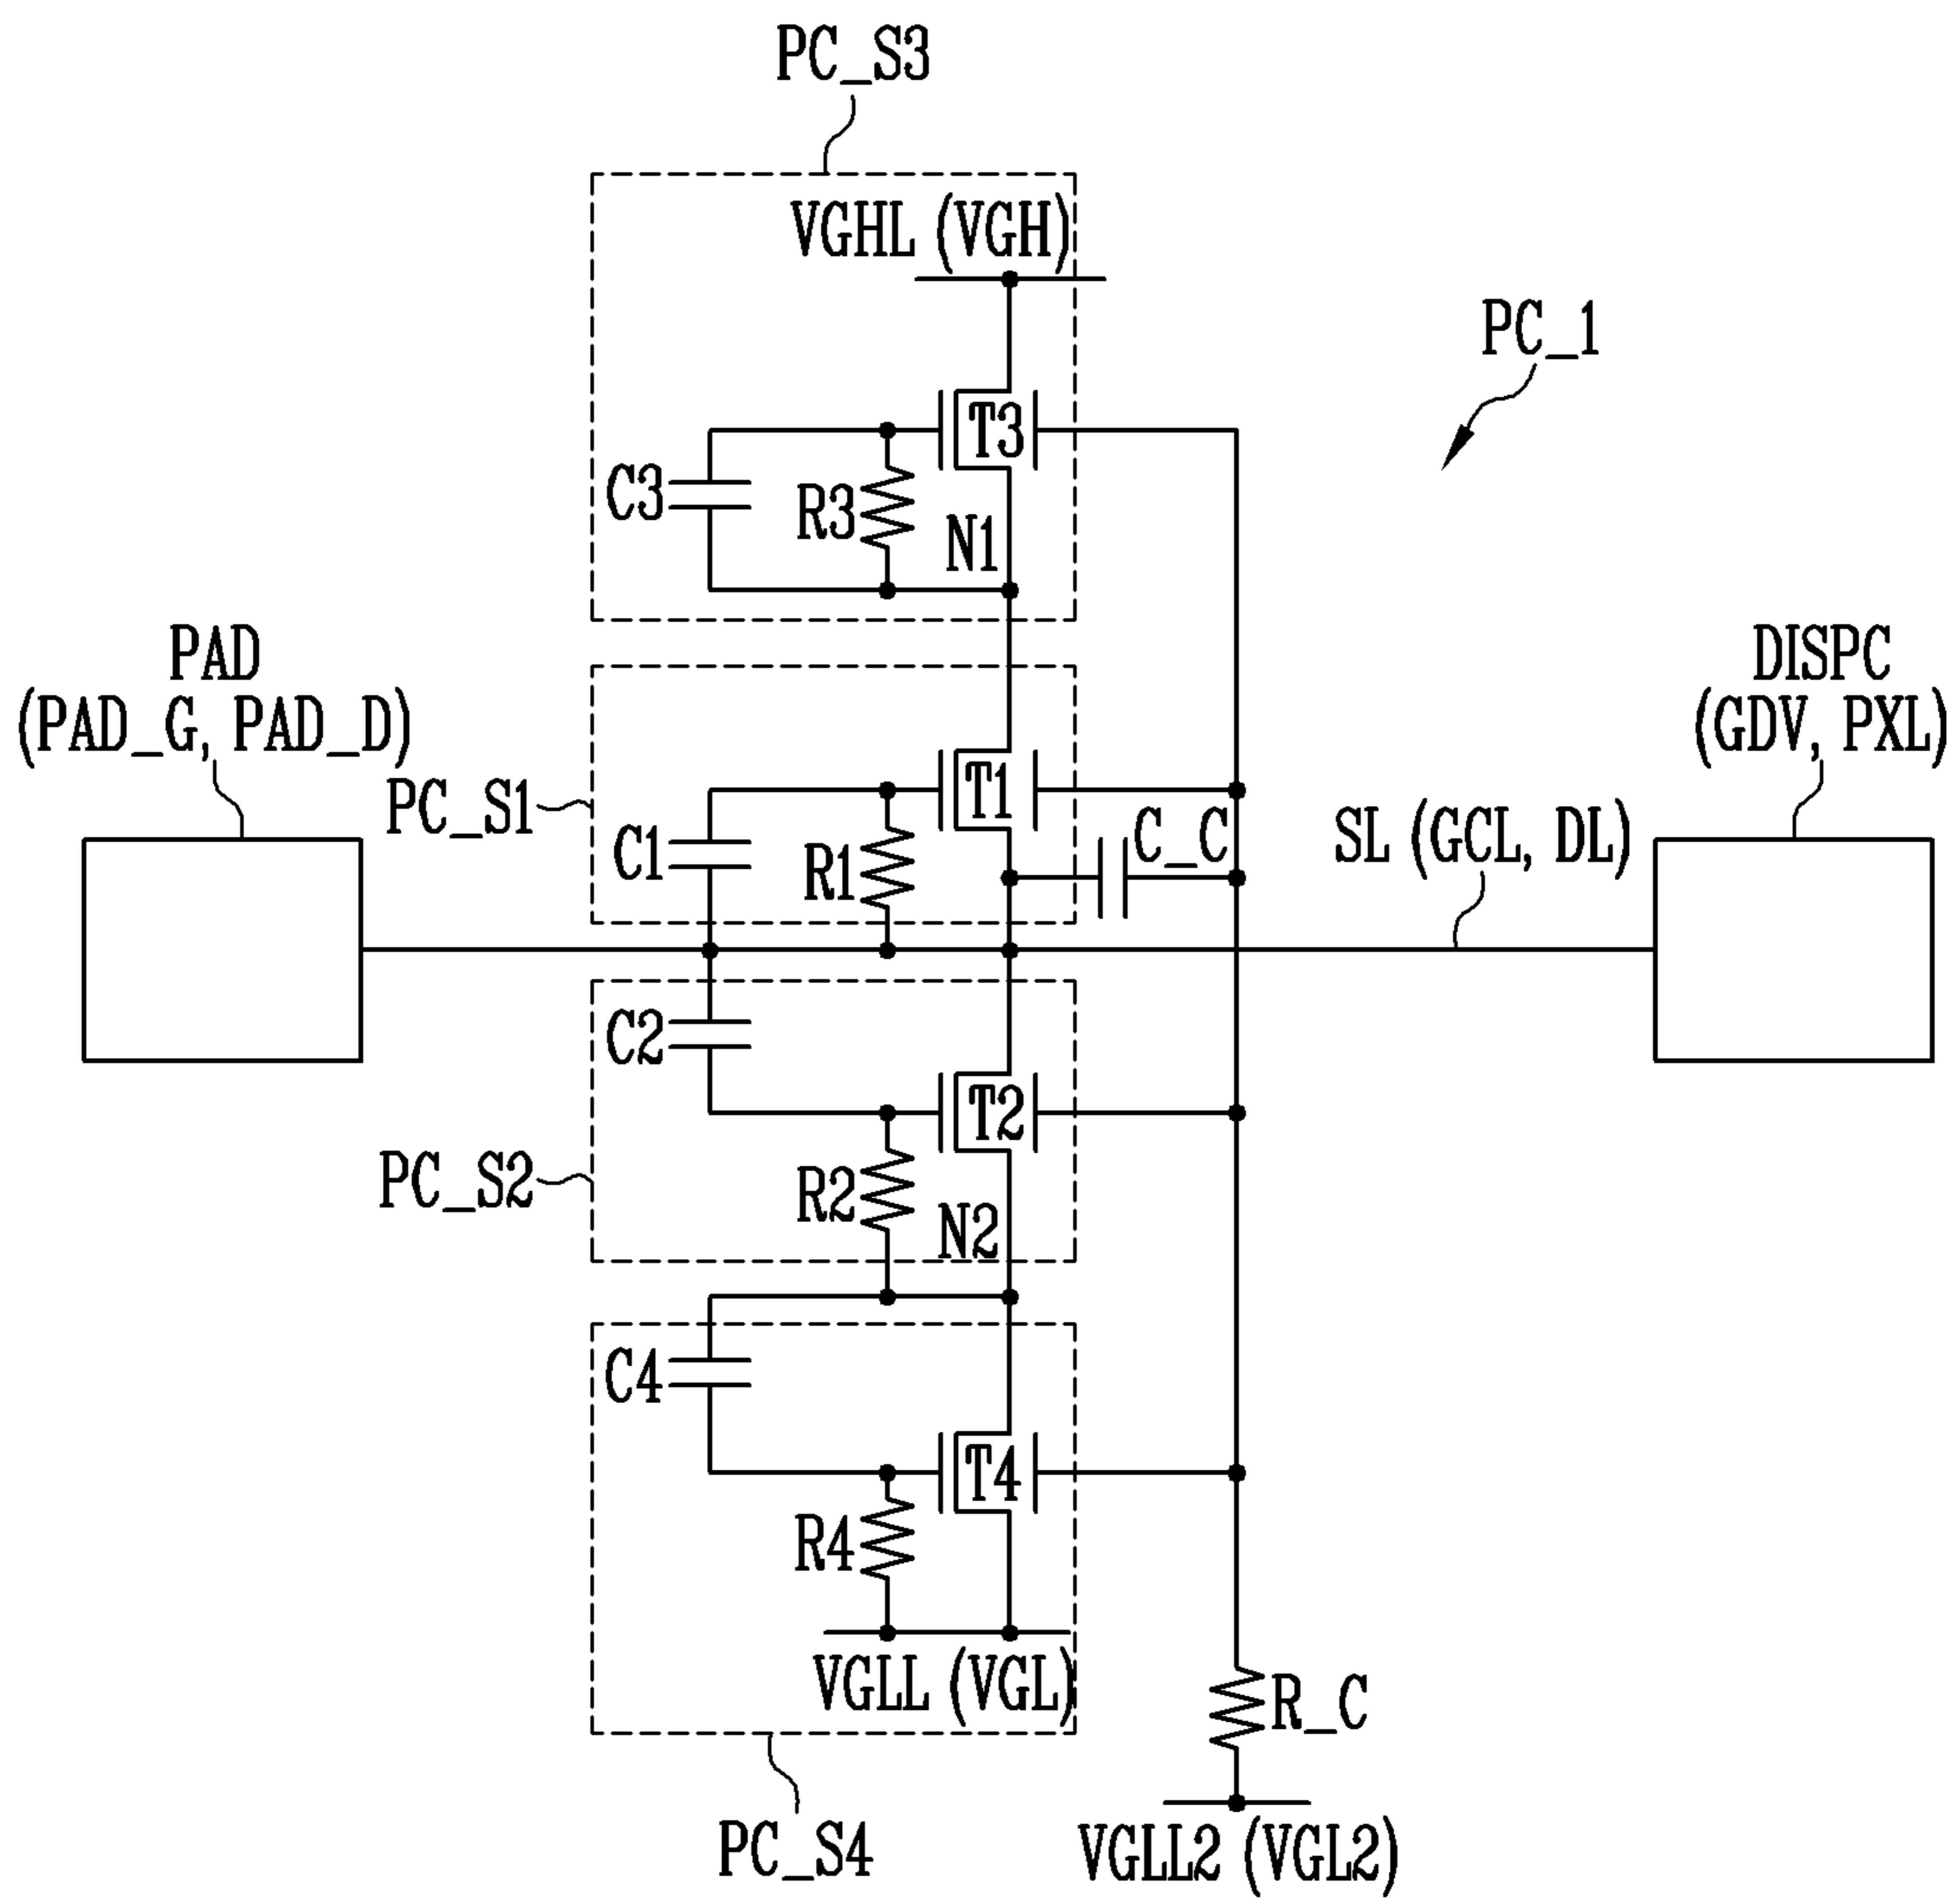 PC_S3
VGHL (VGH)
PC_1
T3
C3
R3
N1
PAD
(PAD_G, PAD_D)
DISPC
(GDV, PXL)
PC_S1
T1
C1
R1
C_C
SL (GCL, DL)
C2
T2
PC_S2
R2
N2
C4
T4
R4
VGLL (VGL)
R_C
PC_S4
VGLL2 (VGL2)